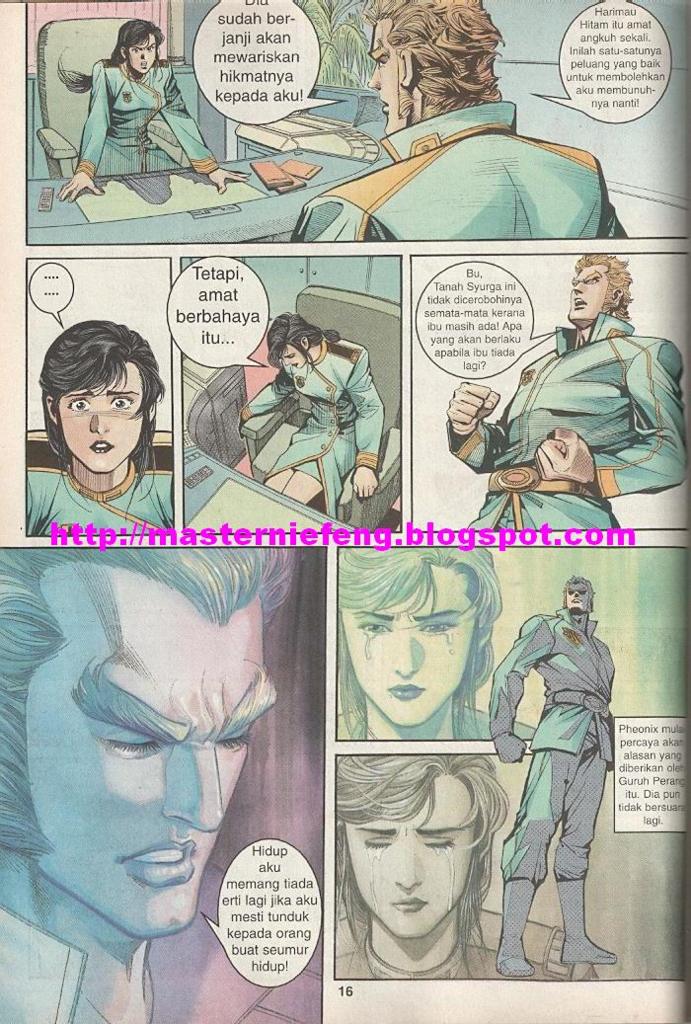 Dia
sudah ber-
janji akan
mewariskan
hikmatnya
kepada aku!
Harimau
Hitam itu amat
angkuh sekali.
Inilah satu-satunya
peluang yang baik
untuk membolehkan
aku membunuh-
nya nanti!
....
....
Tetapi,
amat
berbahaya
itu...
Bu,
Tanah Syurga ini
tidak dicerobohinya
semata-mata kerana
ibu masih ada! Apa
yang akan berlaku
apabila ibu tiada
lagi?
http://masterniefeng.blogspot.com
Hidup
aku
memang tiada
erti lagi jika aku
mesti tunduk
kepada orang
buat seumur
hidup!
Pheonix mula
percaya akan
alasan yang
diberikan oleh
Guruh Perang
itu. Dia pun
tidak bersuara
lagi.
16